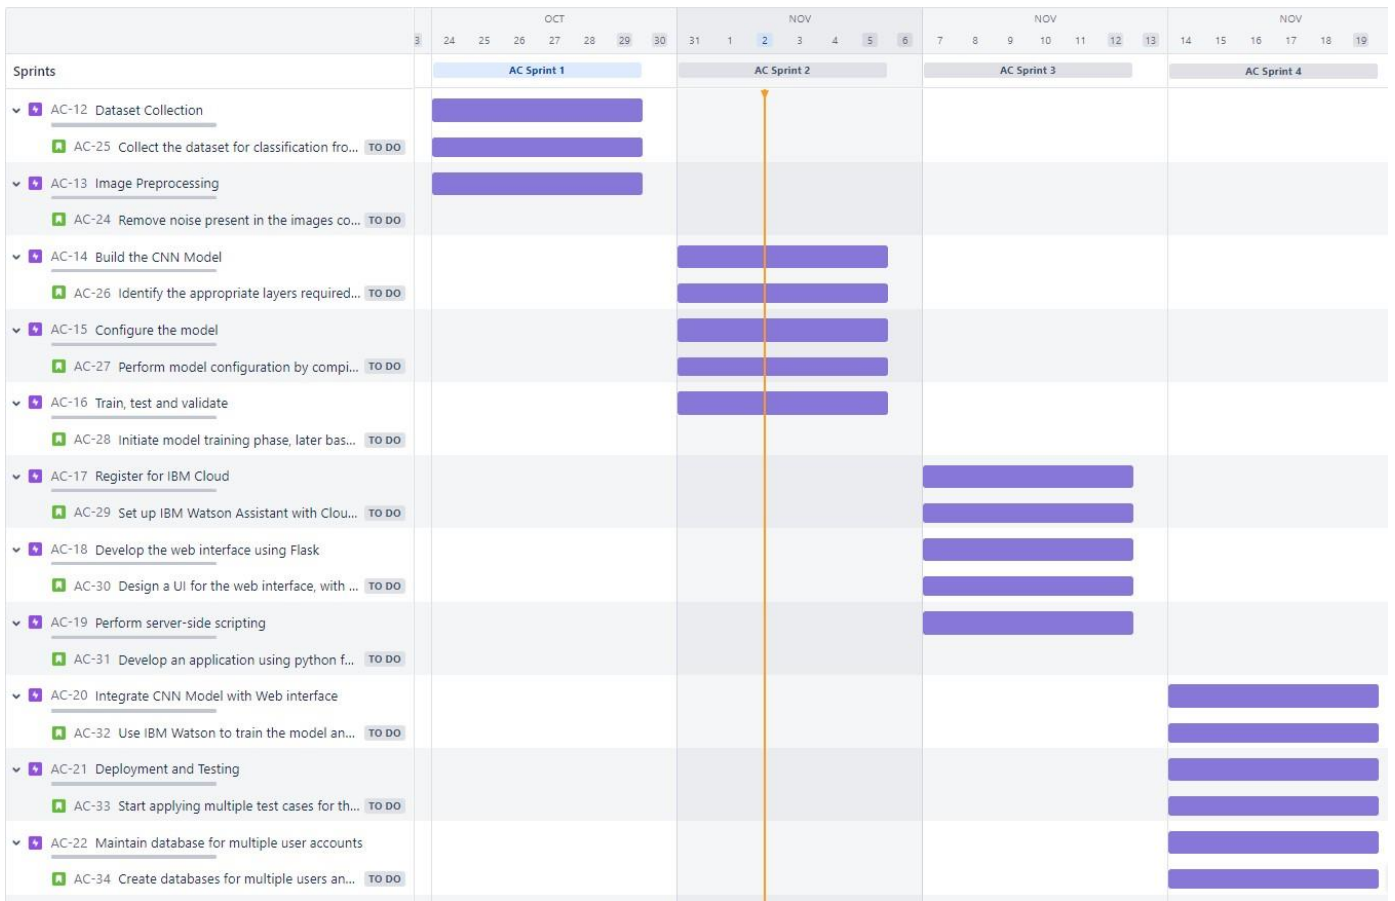 OCT NOV NOV NOV
3 24 25 26 27 28 29 30 31 1 2 3 4 5 6 7 8 9 10 11 12 13 14 15 16 17 18 19
Sprints AC Sprint 1 AC Sprint 2 AC Sprint 3 AC Sprint 4
AC-12 Dataset Collection
AC-25 Collect the dataset for classification fro... TO DO
AC-13 Image Preprocessing
AC-24 Remove noise present in the images co... TO DO
AC-14 Build the CNN Model
AC-26 Identify the appropriate layers required... TO DO
AC-15 Configure the model
AC-27 Perform model configuration by compi... TO DO
AC-16 Train, test and validate
AC-28 Initiate model training phase, later bas... TO DO
AC-17 Register for IBM Cloud
AC-29 Set up IBM Watson Assistant with Clou... TO DO
AC-18 Develop the web interface using Flask
AC-30 Design a UI for the web interface, with ... TO DO
AC-19 Perform server-side scripting
AC-31 Develop an application using python f... TO DO
AC-20 Integrate CNN Model with Web interface
AC-32 Use IBM Watson to train the model an... TO DO
AC-21 Deployment and Testing
AC-33 Start applying multiple test cases for th... TO DO
AC-22 Maintain database for multiple user accounts
AC-34 Create databases for multiple users an... TO DO